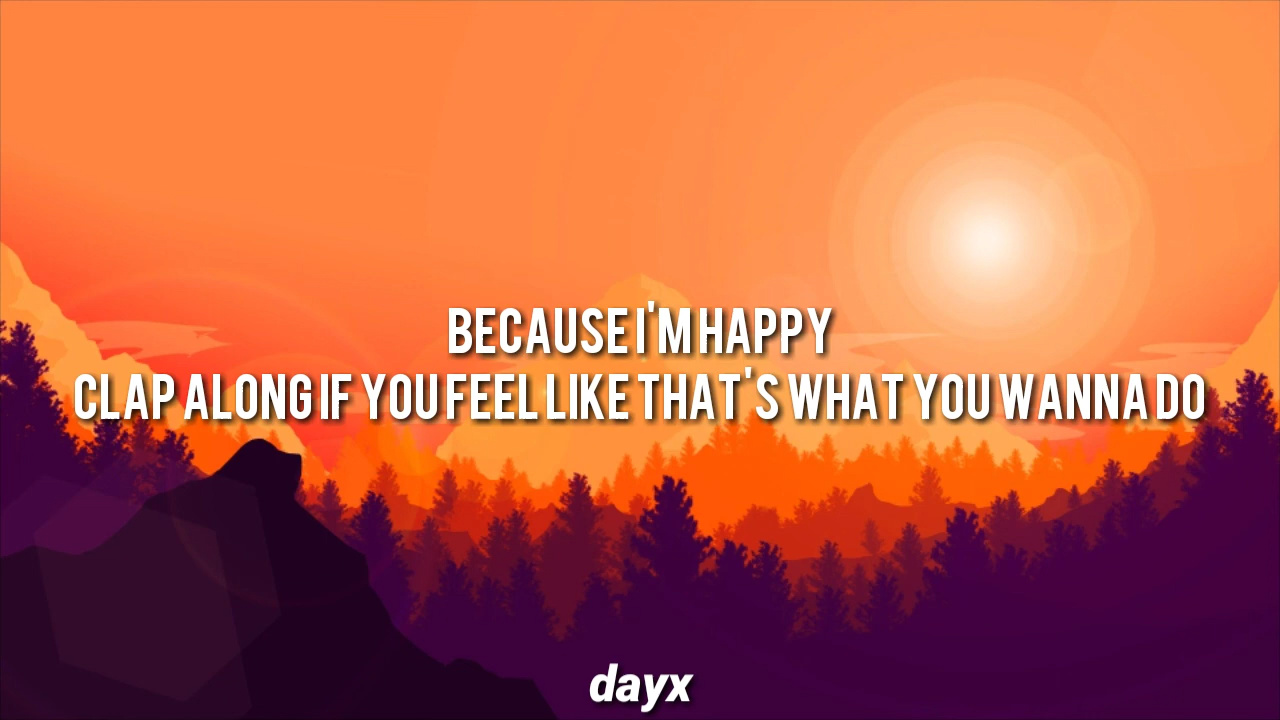 BECAUSE I'M HAPPY
CLAP ALONG IF YOU FEEL LIKE THAT'S WHAT YOU WANNA DO
dayx